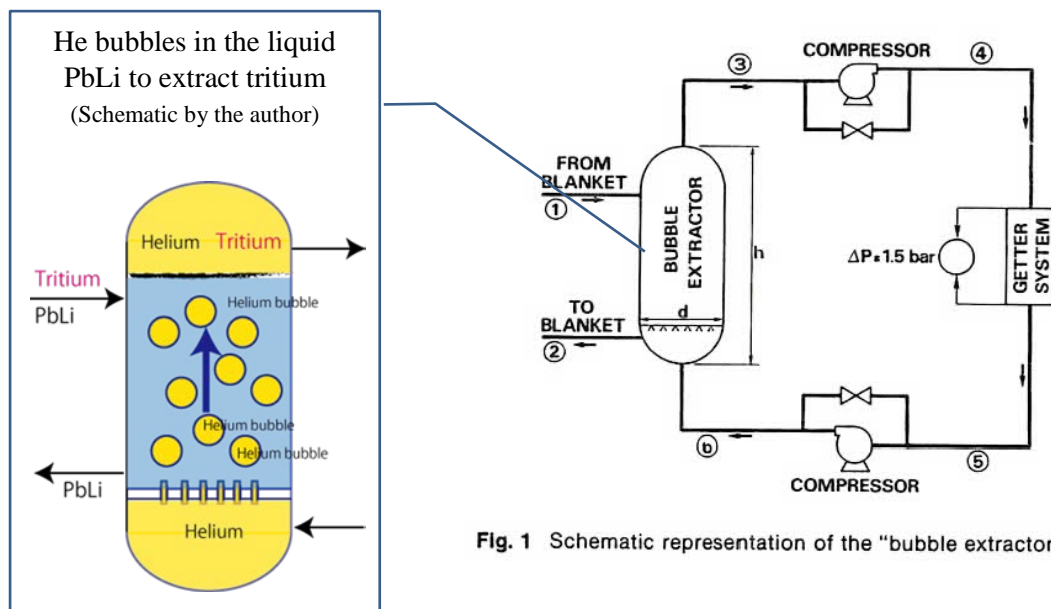 He bubbles in the liquid
PbLi to extract tritium
(Schematic by the author)
Helium Tritium
Tritium
PbLi
Helium bubble
Helium bubble
Helium bubble
PbLi
Helium
COMPRESSOR
③
④
FROM
BLANKET
①
BUBBLE
EXTRACTOR
h
d
TO
BLANKET
②
ΔP≤1.5 bar
GETTER
SYSTEM
⑥
⑤
COMPRESSOR
Fig. 1 Schematic representation of the "bubble extractor